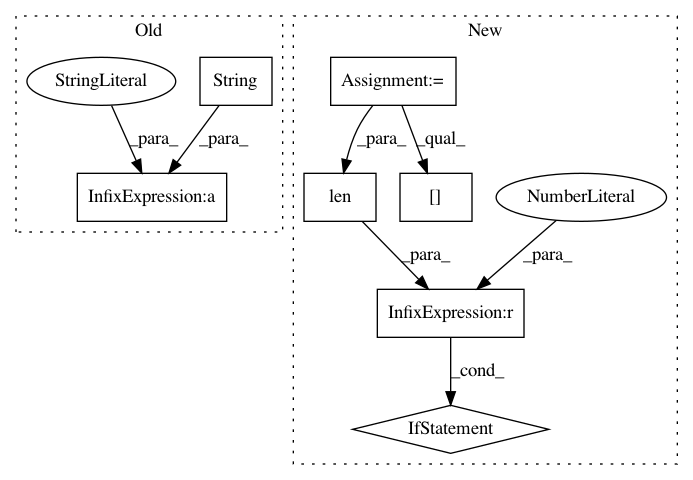 Old
New
StringLiteral
String
Assignment:=
_para_
_para_
_para_
_qual_
InfixExpression:a
len
[]
NumberLiteral
_para_
_para_
InfixExpression:r
_cond_
IfStatement